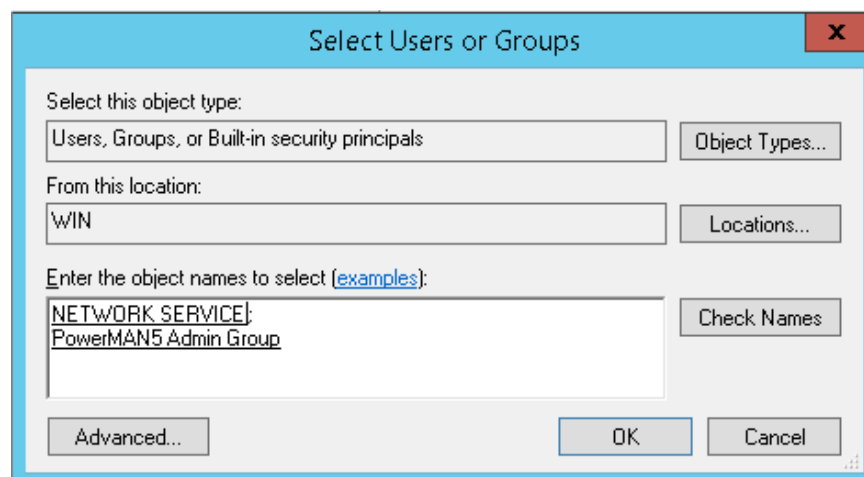 Select Users or Groups
x
Select this object type:
Users, Groups, or Built-in security principals
Object Types...
From this location:
WIN
Locations...
Enter the object names to select (examples):
NETWORK SERVICE;
PowerMAN5 Admin Group
Check Names
Advanced...
OK
Cancel